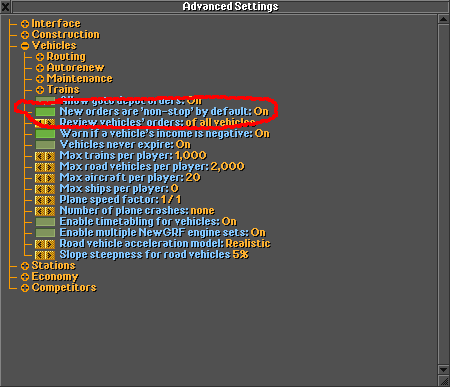 Advanced Settings
Interface
Construction
Vehicles
Routing
Autorenew
Maintenance
Trains
Allow goto depot orders: On
New orders are 'non-stop' by default: On
Review vehicles' orders: of all vehicles
Warn if a vehicle's income is negative: On
Vehicles never expire: On
Max trains per player: 1,000
Max road vehicles per player: 2,000
Max aircraft per player: 20
Max ships per player: 0
Plane speed factor: 1 / 1
Number of plane crashes: none
Enable timetabling for vehicles: On
Enable multiple NewGRF engine sets: On
Road vehicle acceleration model: Realistic
Slope steepness for road vehicles 5%
Stations
Economy
Competitors